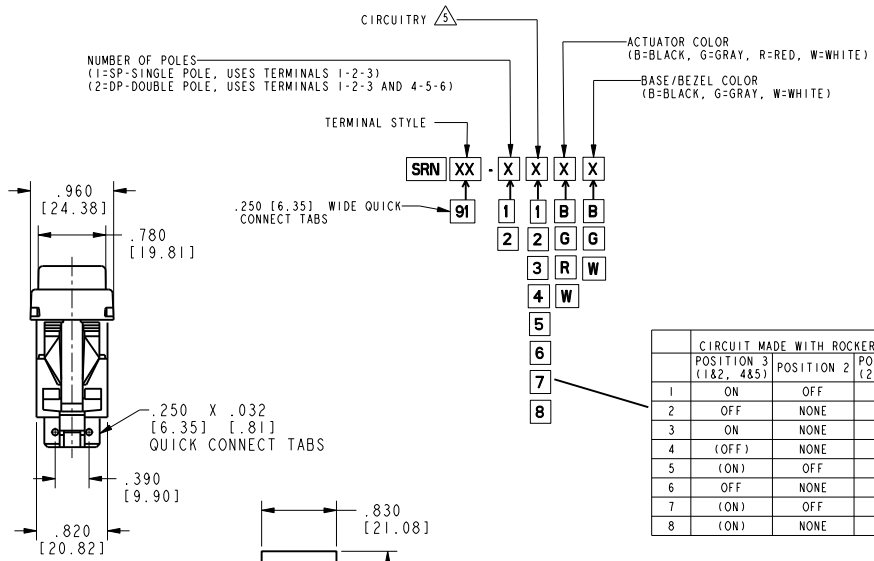 CIRCUITRY 5
ACTUATOR COLOR
(B=BLACK, G=GRAY, R=RED, W=WHITE)
NUMBER OF POLES
(1=SP-SINGLE POLE, USES TERMINALS 1-2-3)
(2=DP-DOUBLE POLE, USES TERMINALS 1-2-3 AND 4-5-6)
BASE/BEZEL COLOR
(B=BLACK, G=GRAY, W=WHITE)
TERMINAL STYLE
SRN XX - X X X X
.250 [6.35] WIDE QUICK
CONNECT TABS
91 1 1 B B
2 2 G G
3 R W
4 W
5
6
7
8
.960
[24.38]
.780
[19.81]
.250 X .032
[6.35] [.81]
QUICK CONNECT TABS
.390
[9.90]
.820
[20.82]
.830
[21.08]
CIRCUIT MADE WITH ROCKER
POSITION 3 POSITION 2 PO
(1&2, 4&5) (2
1 ON OFF
2 OFF NONE
3 ON NONE
4 (OFF) NONE
5 (ON) OFF
6 OFF NONE
7 (ON) OFF
8 (ON) NONE